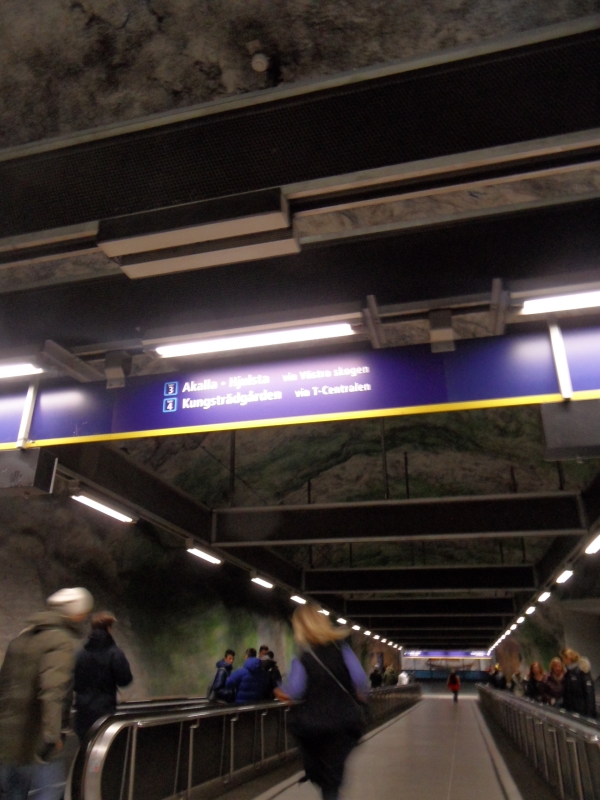 3 Akalla • Hjulsta via Västra skogen
4 Kungsträdgården via T-Centralen